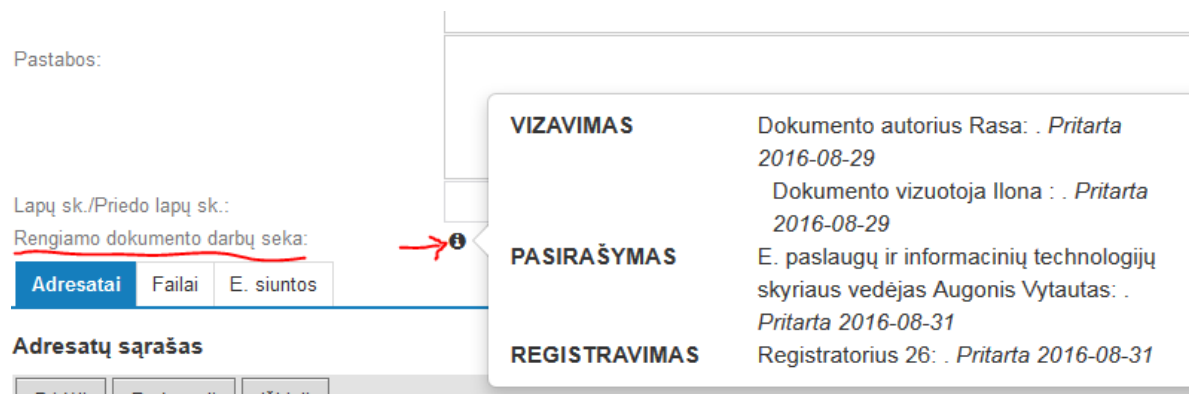 Pastabos:
VIZAVIMAS Dokumento autorius Rasa: . Pritarta
2016-08-29
Dokumento vizuotoja Ilona : . Pritarta
2016-08-29
Lapų sk./Priedo lapų sk.:
Rengiamo dokumento darbų seka:
PASIRAŠYMAS E. paslaugų ir informacinių technologijų
skyriaus vedėjas Augonis Vytautas: .
Pritarta 2016-08-31
REGISTRAVIMAS Registratorius 26: . Pritarta 2016-08-31
Adresatai Failai E. siuntos
Adresatų sąrašas